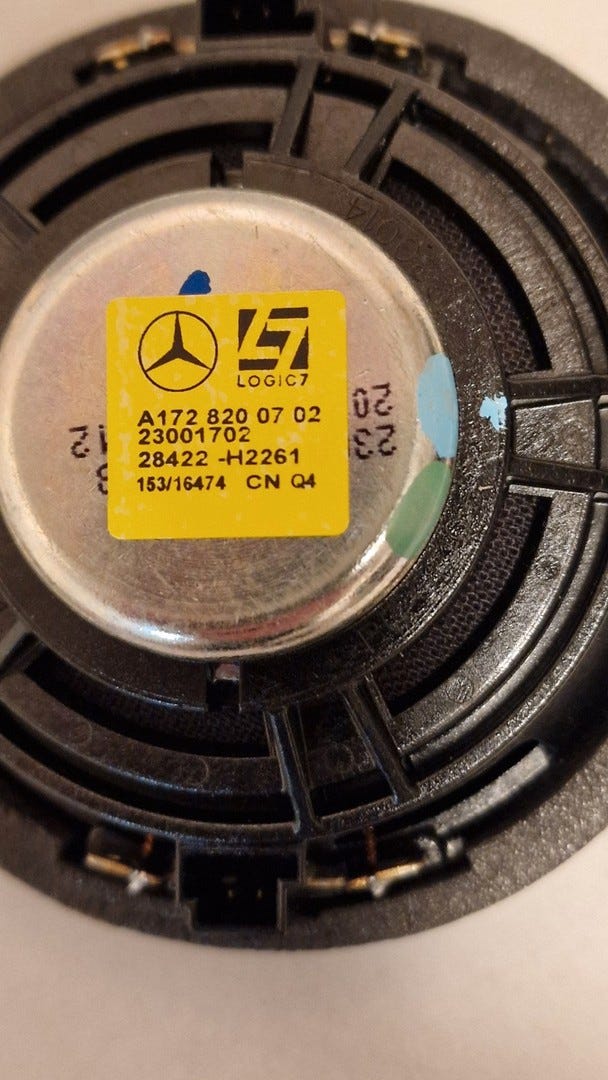 LOGIC7
A172 820 07 02
23001702
28422 -H2261
153/16474 CN Q4